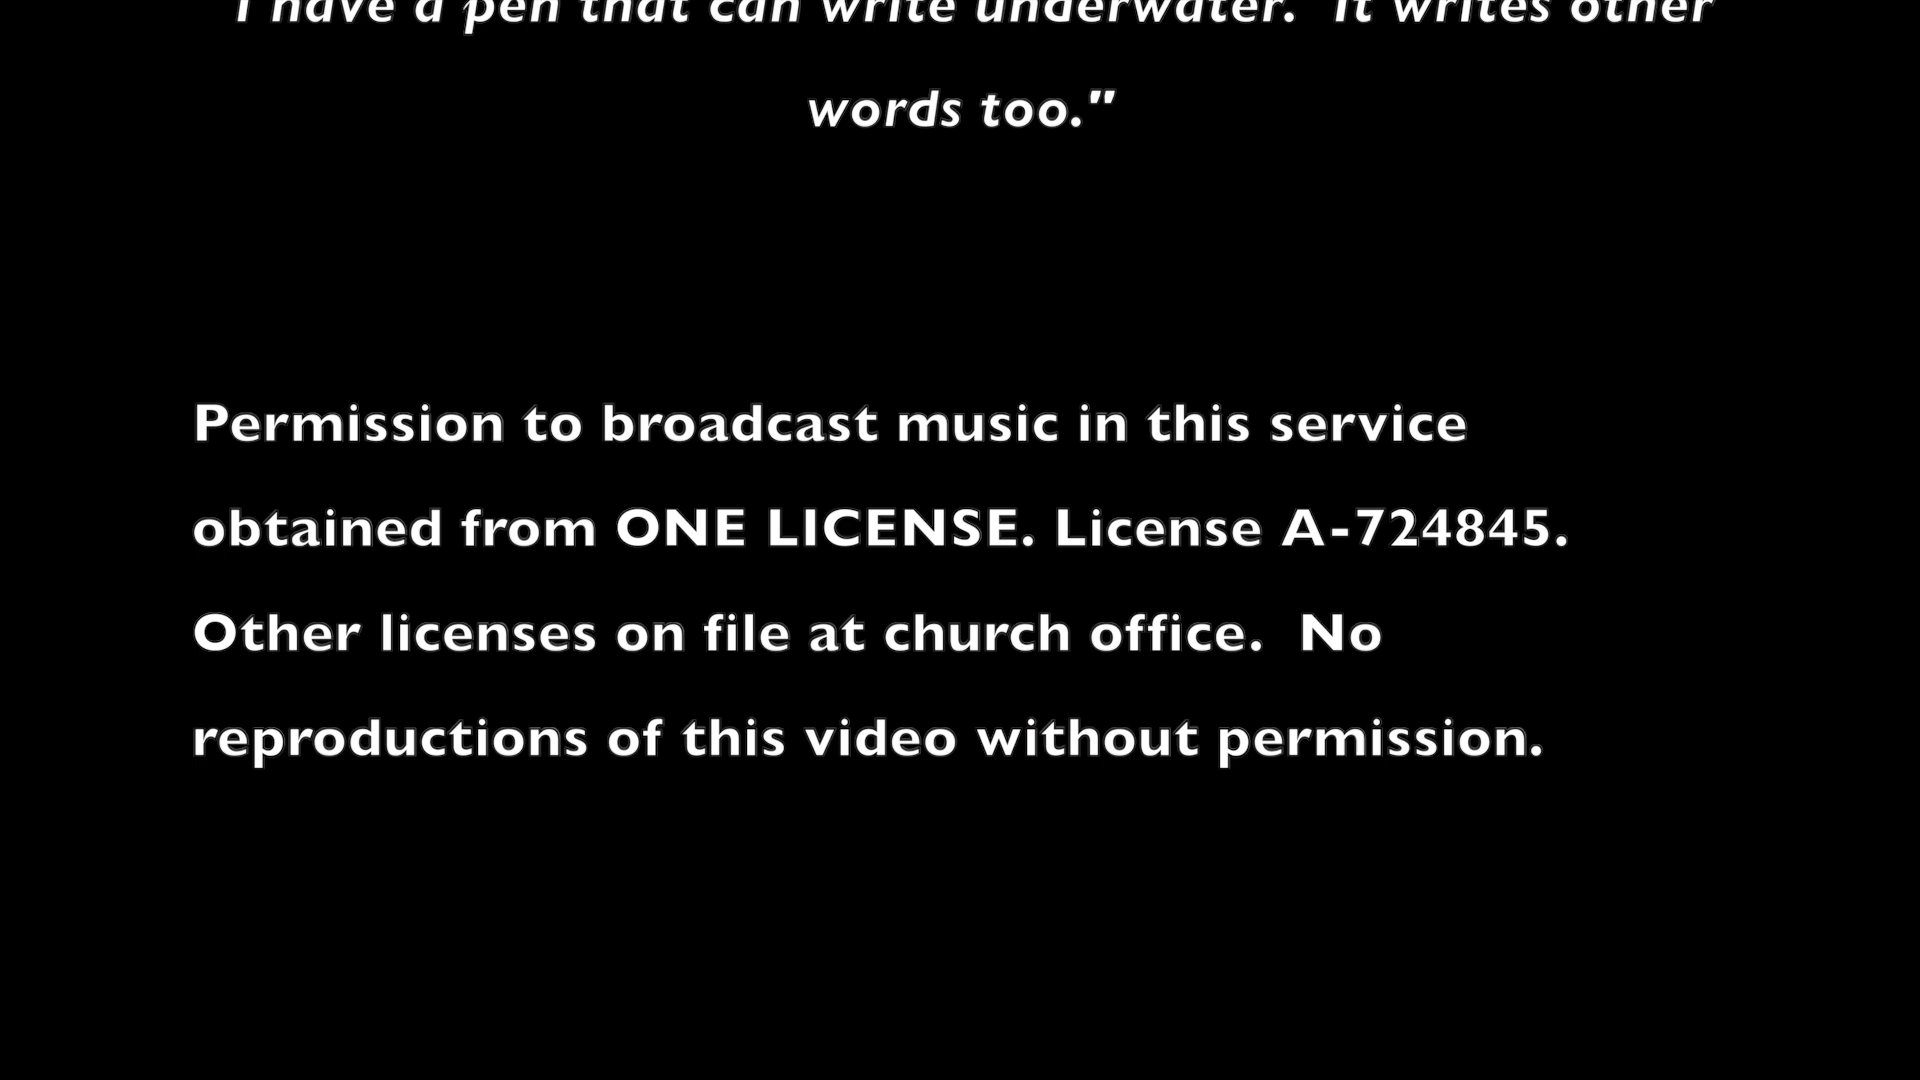 I have a pen that can write underwater.  It writes other
words too."
Permission to broadcast music in this service
obtained from ONE LICENSE. License A-724845.
Other licenses on file at church office.  No
reproductions of this video without permission.